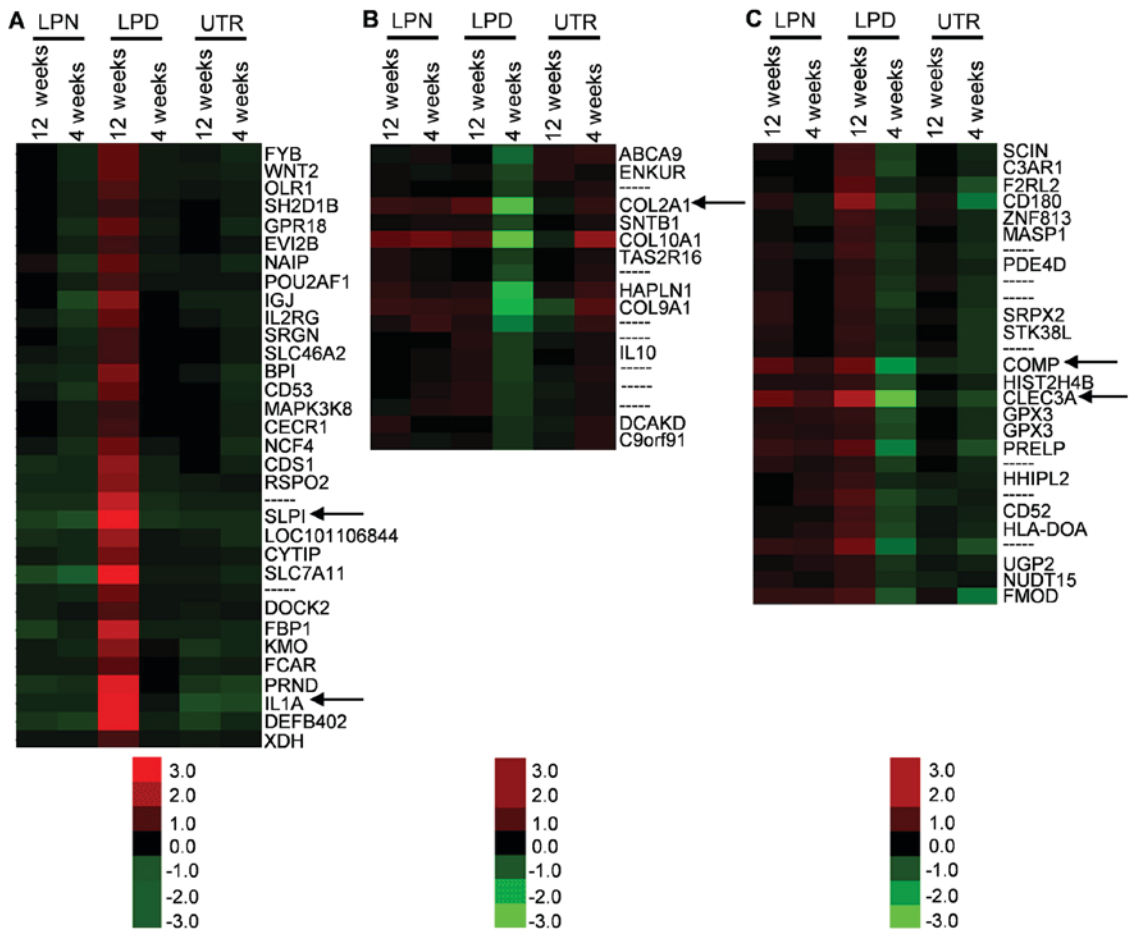 A LPN LPD UTR
12 weeks 4 weeks 12 weeks 4 weeks 12 weeks 4 weeks
FYB
WNT2
OLR1
SH2D1B
GPR18
EVI2B
NAIP
POU2AF1
IGJ
IL2RG
SRGN
SLC46A2
BPI
CD53
MAPK3K8
CECR1
NCF4
CDS1
RSPO2
-----
SLPI
LOC101106844
CYTIP
SLC7A11
-----
DOCK2
FBP1
KMO
FCAR
PRND
IL1A
DEFB402
XDH
3.0
2.0
1.0
0.0
-1.0
-2.0
-3.0
B LPN LPD UTR
12 weeks 4 weeks 12 weeks 4 weeks 12 weeks 4 weeks
ABCA9
ENKUR
-----
COL2A1
SNTB1
COL10A1
TAS2R16
-----
HAPLN1
COL9A1
-----
-----
IL10
-----
-----
-----
DCAKD
C9orf91
3.0
2.0
1.0
0.0
-1.0
-2.0
-3.0
C LPN LPD UTR
12 weeks 4 weeks 12 weeks 4 weeks 12 weeks 4 weeks
SCIN
C3AR1
F2RL2
CD180
ZNF813
MASP1
-----
PDE4D
-----
-----
SRPX2
STK38L
-----
COMP
HIST2H4B
CLEC3A
GPX3
GPX3
PRELP
-----
HHIPL2
-----
CD52
HLA-DOA
-----
UGP2
NUDT15
FMOD
3.0
2.0
1.0
0.0
-1.0
-2.0
-3.0